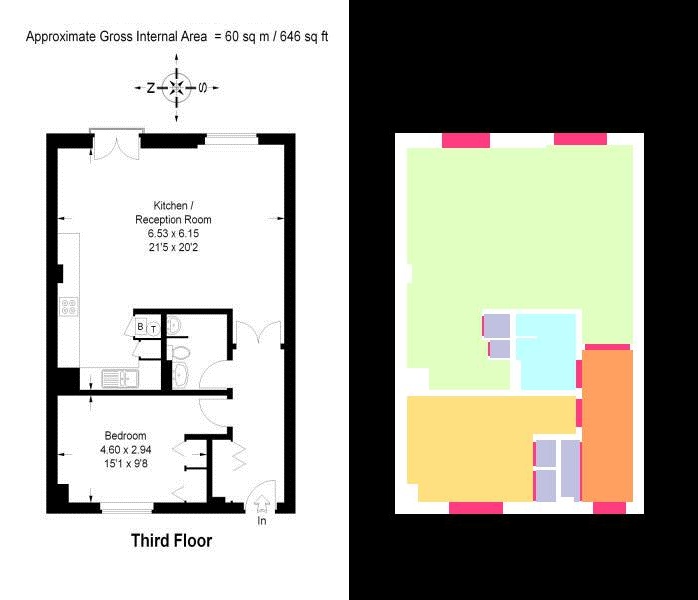 Approximate Gross Internal Area = 60 sq m / 646 sq ft
N
S
Kitchen /
Reception Room
6.53 x 6.15
21'5 x 20'2
B
T
Bedroom
4.60 x 2.94
15'1 x 9'8
In
Third Floor